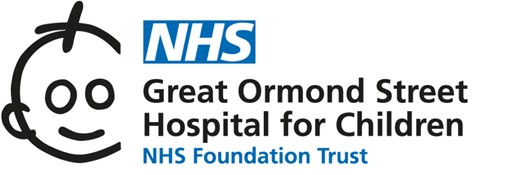 NHS
Great Ormond Street
Hospital for Children
NHS Foundation Trust